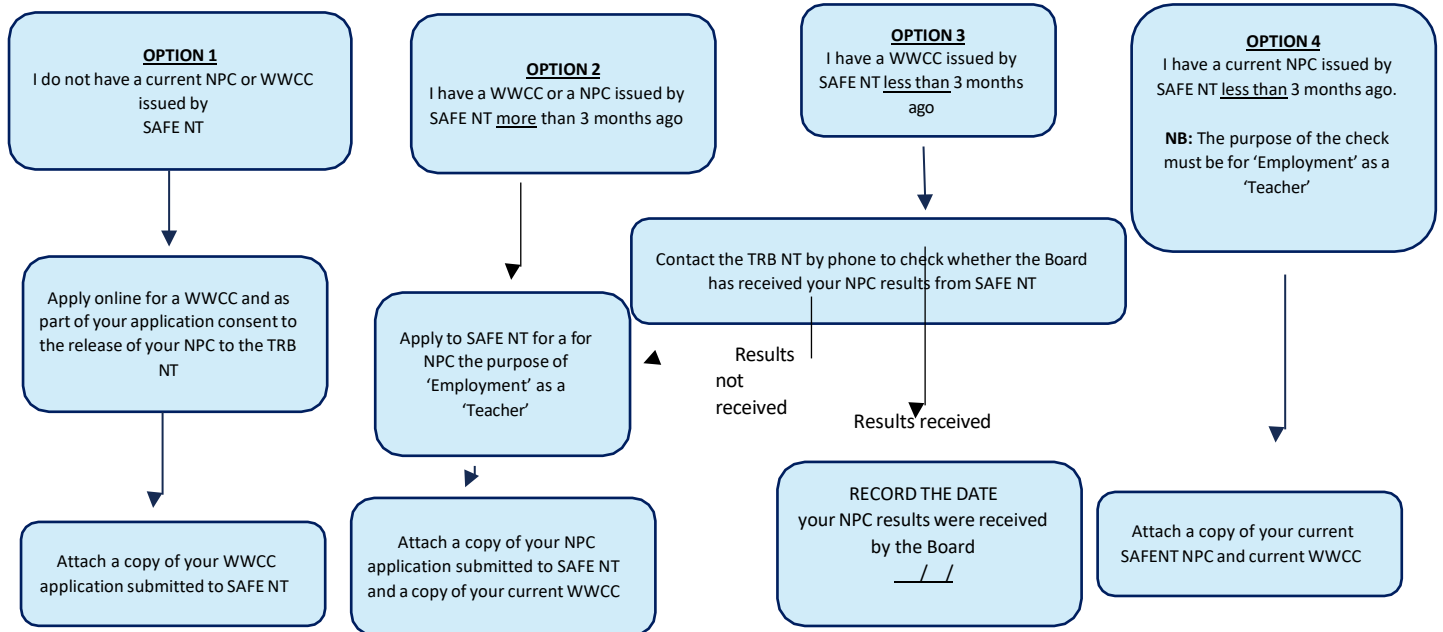 OPTION 1
I do not have a current NPC or WWCC
issued by
SAFE NT
OPTION 2
I have a WWCC or a NPC issued by
SAFE NT more than 3 months ago
OPTION 3
I have a WWCC issued by
SAFE NT less than 3 months
ago
OPTION 4
I have a current NPC issued by
SAFE NT less than 3 months ago.
NB: The purpose of the check
must be for ‘Employment’ as a
‘Teacher’
Apply online for a WWCC and as
part of your application consent to
the release of your NPC to the TRB
NT
Apply to SAFE NT for a for
NPC the purpose of
‘Employment’ as a
‘Teacher’
Contact the TRB NT by phone to check whether the Board
has received your NPC results from SAFE NT
Results
not
received
Results received
Attach a copy of your WWCC
application submitted to SAFE NT
Attach a copy of your NPC
application submitted to SAFE NT
and a copy of your current WWCC
RECORD THE DATE
your NPC results were received
by the Board
__/__/__
Attach a copy of your current
SAFENT NPC and current WWCC